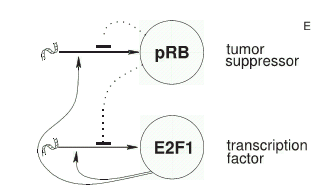 E
pRB
tumor
suppressor
E2F1
transcription
factor